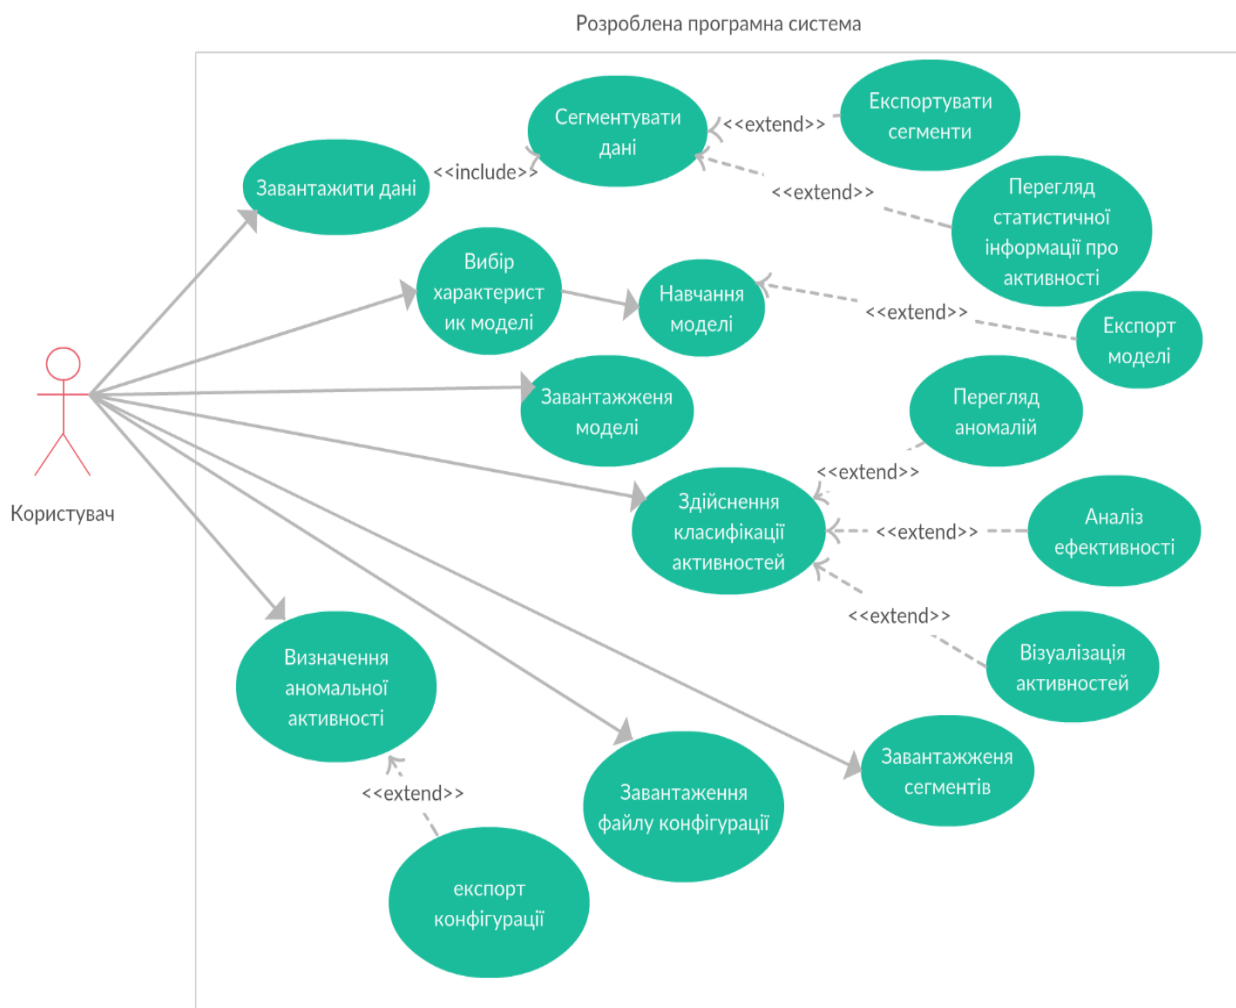 Розроблена програмна система
Експортувати
сегменти
Сегментувати
дані
<<extend>>
<<include>>
Завантажити дані
<<extend>>
Перегляд
статистичної
інформації про
активності
Вибір
характерист
ик моделі
Навчання
моделі
<<extend>>
Експорт
моделі
Завантажженя
моделі
Перегляд
аномалій
<<extend>>
Користувач
Здійснення
класифікації
активностей
<<extend>>
Аналіз
ефективності
<<extend>>
Візуалізація
активностей
Визначення
аномальної
активності
<<extend>>
Завантаження
файлу конфігурації
Завантажженя
сегментів
експорт
конфігурації